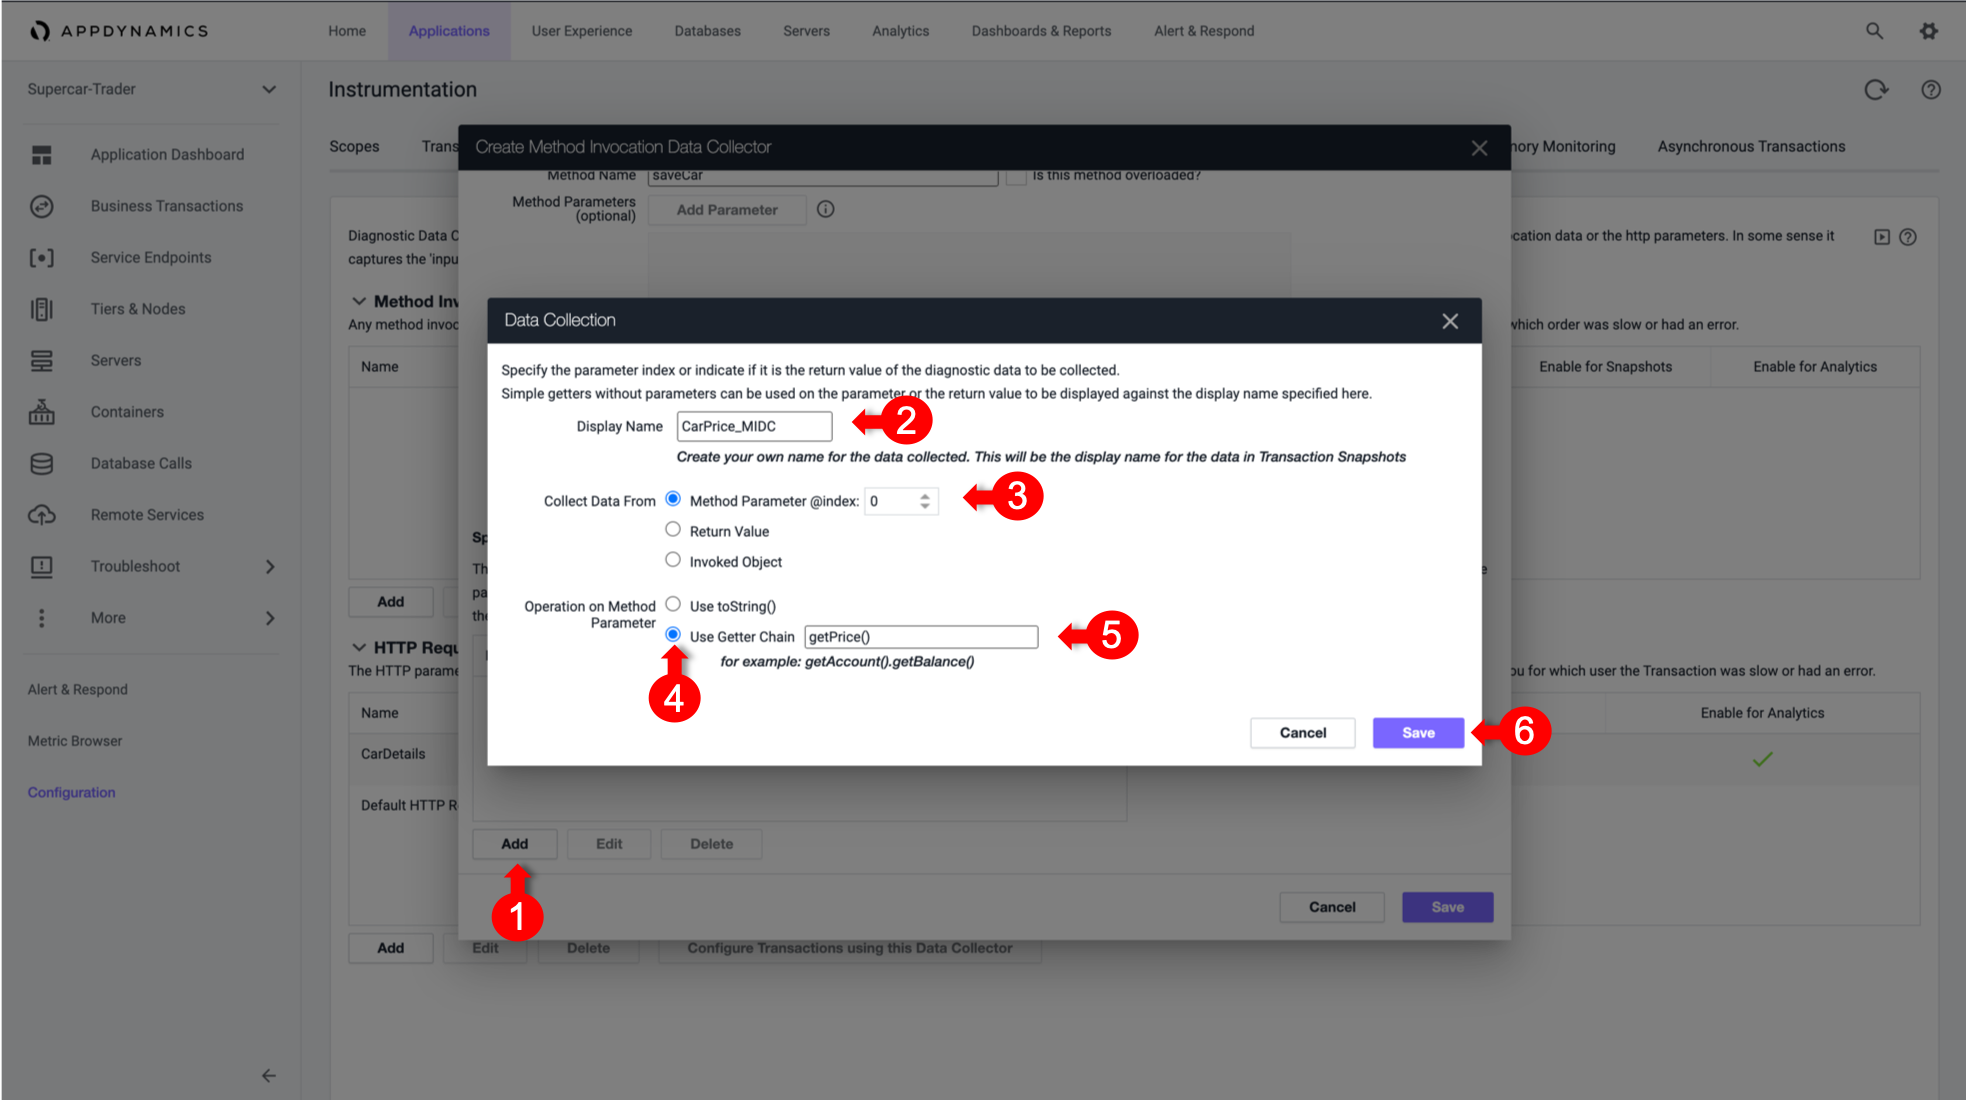 APPDYNAMICS
Home
Applications
User Experience
Databases
Servers
Analytics
Dashboards & Reports
Alert & Respond
Supercar-Trader
Application Dashboard
Business Transactions
Service Endpoints
Tiers & Nodes
Servers
Containers
Database Calls
Remote Services
Troubleshoot
More
Alert & Respond
Metric Browser
Configuration
Instrumentation
Scopes
Trans
mory Monitoring
Asynchronous Transactions
Diagnostic Data C
cation data or the http parameters. In some sense it
captures the 'inpu
Method Inv
Any method invoc
which order was slow or had an error.
Name
Enable for Snapshots
Enable for Analytics
Add
HTTP Requ
The HTTP parame
ou for which user the Transaction was slow or had an error.
Name
Enable for Analytics
CarDetails
Default HTTP R
Add
Edit
Delete
Configure Transactions using this Data Collector
Create Method Invocation Data Collector
Method Name
saveCar
Is this method overloaded?
Method Parameters
(optional)
Add Parameter
Sp
Th
e
pa
the
Add
Edit
Delete
1
Cancel
Save
Data Collection
Specify the parameter index or indicate if it is the return value of the diagnostic data to be collected.
Simple getters without parameters can be used on the parameter or the return value to be displayed against the display name specified here.
Display Name
CarPrice_MIDC
2
Create your own name for the data collected. This will be the display name for the data in Transaction Snapshots
Collect Data From
Method Parameter @index:
0
3
Return Value
Invoked Object
Operation on Method
Parameter
Use toString()
Use Getter Chain
getPrice()
5
for example: getAccount().getBalance()
4
Cancel
Save
6